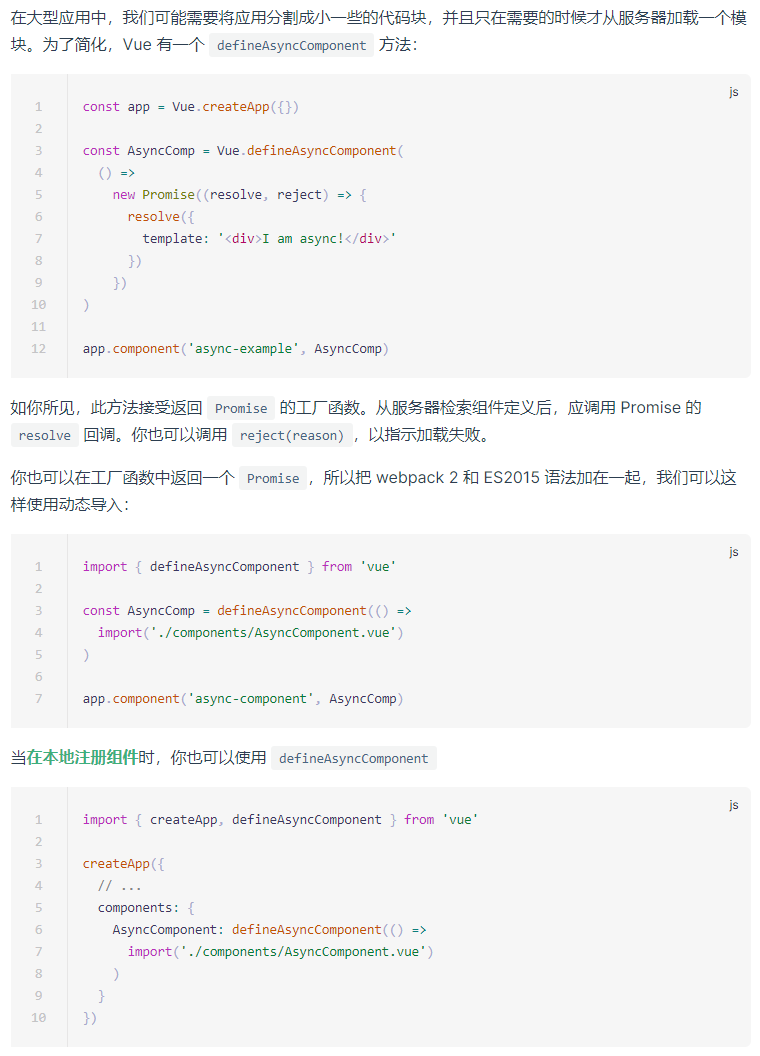 在大型应用中，我们可能需要将应用分割成小一些的代码块，并且只在需要的时候才从服务器加载一个模
块。为了简化，Vue 有一个 defineAsyncComponent 方法：
js
1 const app = Vue.createApp({})
2
3 const AsyncComp = Vue.defineAsyncComponent(
4   () =>
5     new Promise((resolve, reject) => {
6       resolve({
7         template: '<div>I am async!</div>'
8       })
9     })
10 )
11
12 app.component('async-example', AsyncComp)
如你所见，此方法接受返回 Promise 的工厂函数。从服务器检索组件定义后，应调用 Promise 的
resolve 回调。你也可以调用 reject(reason) ，以指示加载失败。
你也可以在工厂函数中返回一个 Promise ，所以把 webpack 2 和 ES2015 语法加在一起，我们可以这
样使用动态导入：
js
1 import { defineAsyncComponent } from 'vue'
2
3 const AsyncComp = defineAsyncComponent(() =>
4   import('./components/AsyncComponent.vue')
5 )
6
7 app.component('async-component', AsyncComp)
当在本地注册组件时，你也可以使用 defineAsyncComponent
js
1 import { createApp, defineAsyncComponent } from 'vue'
2
3 createApp({
4   // ...
5   components: {
6     AsyncComponent: defineAsyncComponent(() =>
7       import('./components/AsyncComponent.vue')
8     )
9   }
10 })